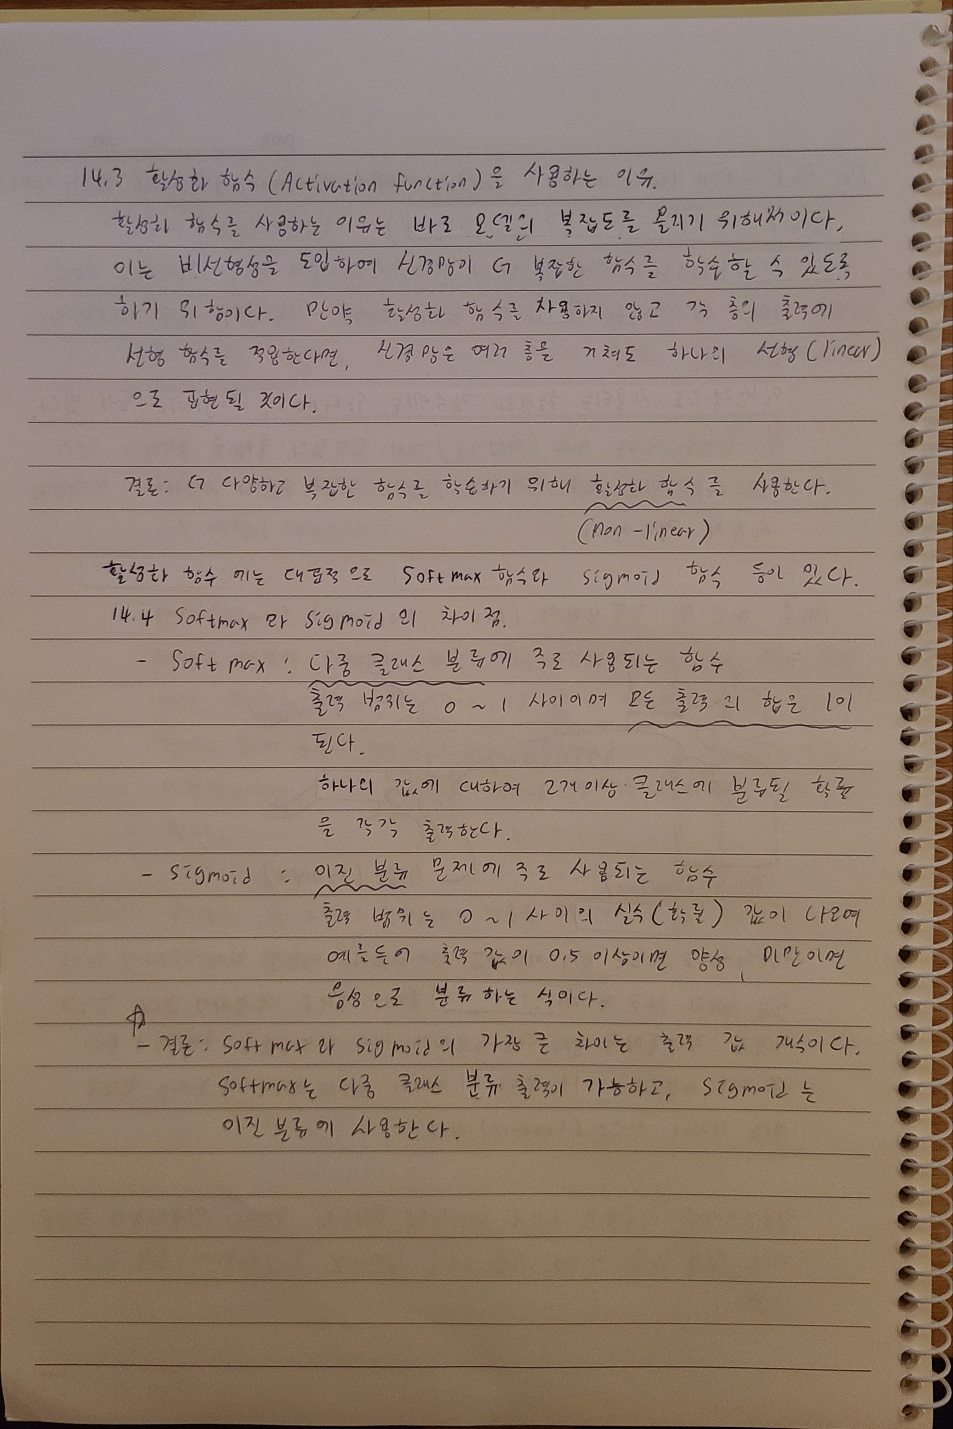 14.3 활성화 함수 (Activation function)을 사용하는 이유.
활성화 함수를 사용하는 이유는 바로 모델의 복잡도를 올리기 위해서이다.
이는 비선형성을 도입하여 신경망이 더 복잡한 함수를 학습할 수 있도록
하기 위함이다. 만약 활성화 함수를 사용하지 않고 각 층의 출력에
선형 함수를 적용한다면, 신경망은 여러 층을 거쳐도 하나의 선형(linear)
으로 표현될 것이다.
결론: 더 다양하고 복잡한 함수를 학습하기 위해 활성화 함수를 사용한다.
(non-linear)
활성화 함수에는 대표적으로 softmax 함수와 sigmoid 함수 등이 있다.
14.4 softmax 와 sigmoid 의 차이점.
- softmax : 다중 클래스 분류에 주로 사용되는 함수
출력 범위는 0 ~ 1 사이이며 모든 출력의 합은 1이
된다.
하나의 값에 대하여 2개이상 클래스에 분류될 확률
을 각각 출력한다.
- sigmoid : 이진 분류 문제에 주로 사용되는 함수
출력 범위는 0 ~ 1 사이의 실수(확률) 값이 나오며
예를들어 출력 값이 0.5 이상이면 양성, 미만이면
음성으로 분류하는 식이다.
- 결론: softmax 와 sigmoid의 가장 큰 차이는 출력 값 개수이다.
softmax는 다중 클래스 분류 출력이 가능하고, sigmoid는
이진 분류에 사용한다.